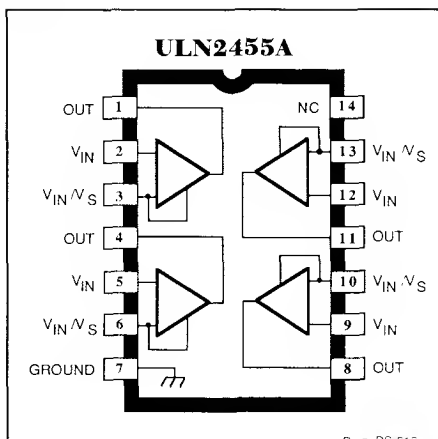 ULN2455A
OUT 1
14 NC
V_IN 2
13 V_IN/V_S
V_IN/V_S 3
12 V_IN
OUT 4
11 OUT
V_IN 5
10 V_IN/V_S
V_IN/V_S 6
9 V_IN
GROUND 7
8 OUT